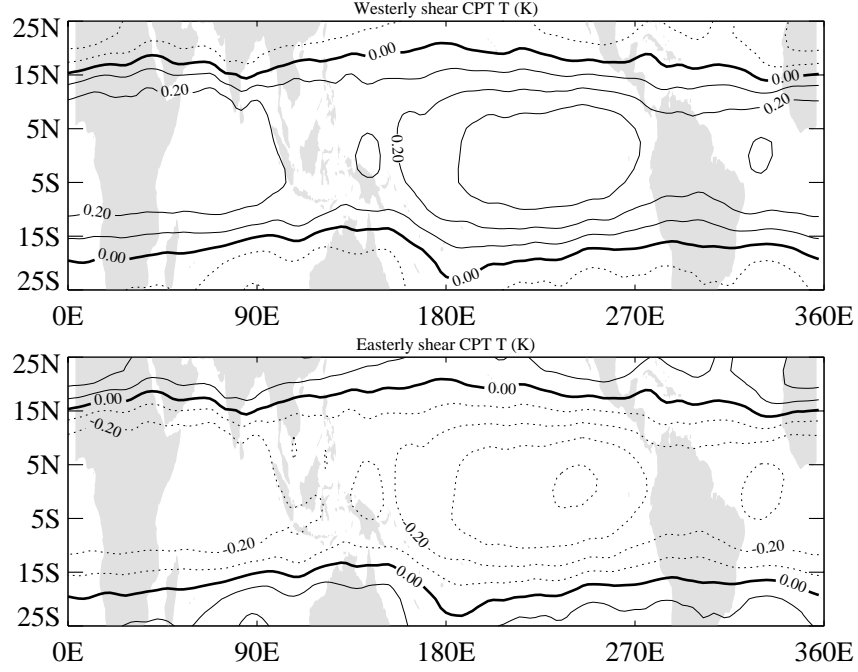 Westerly shear CPT T (K)
25N
15N
5N
5S
15S
25S
0.00
0.00
0.20
0.20
0.20
0.20
0.00
0.00
0E 90E 180E 270E 360E
Easterly shear CPT T (K)
25N
15N
5N
5S
15S
25S
0.00
0.00
-0.20
-0.20
-0.20
-0.20
0.00
0.00
0E 90E 180E 270E 360E